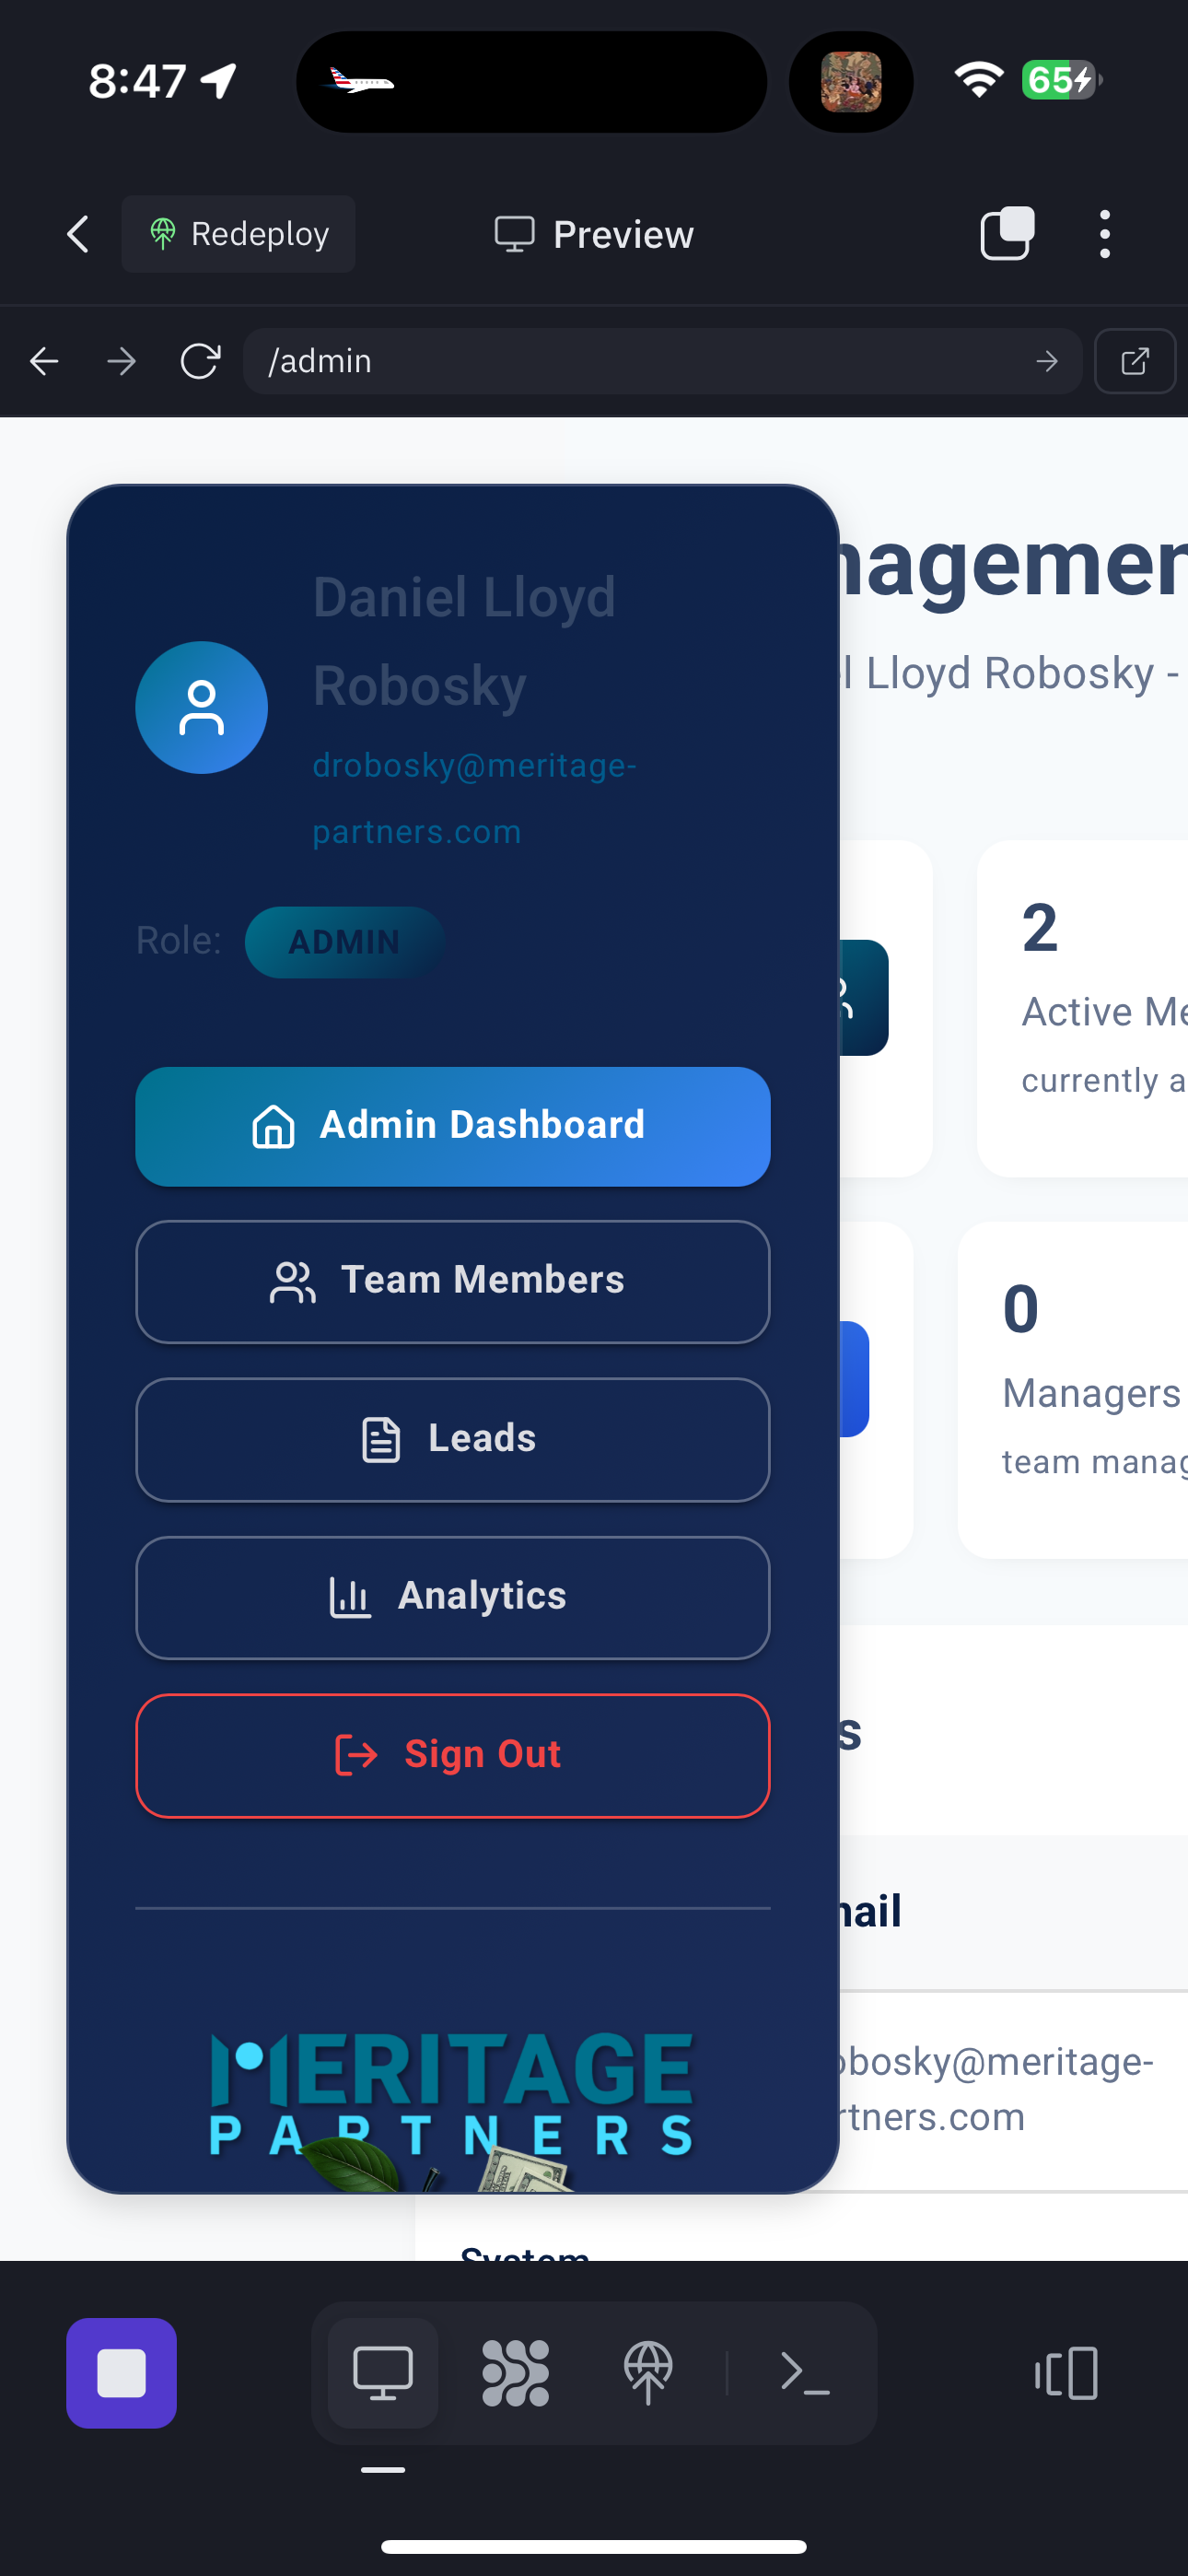 8:47
65
Redeploy
Preview
/admin
nagemen
Daniel Lloyd
Robosky
l Lloyd Robosky -
drobosky@meritage-
partners.com
Role:
ADMIN
2
Active Me
currently a
Admin Dashboard
Team Members
0
Managers
team manag
Leads
Analytics
Sign Out
s
nail
MERITAGE
PARTNERS
obosky@meritage-
rtners.com
System